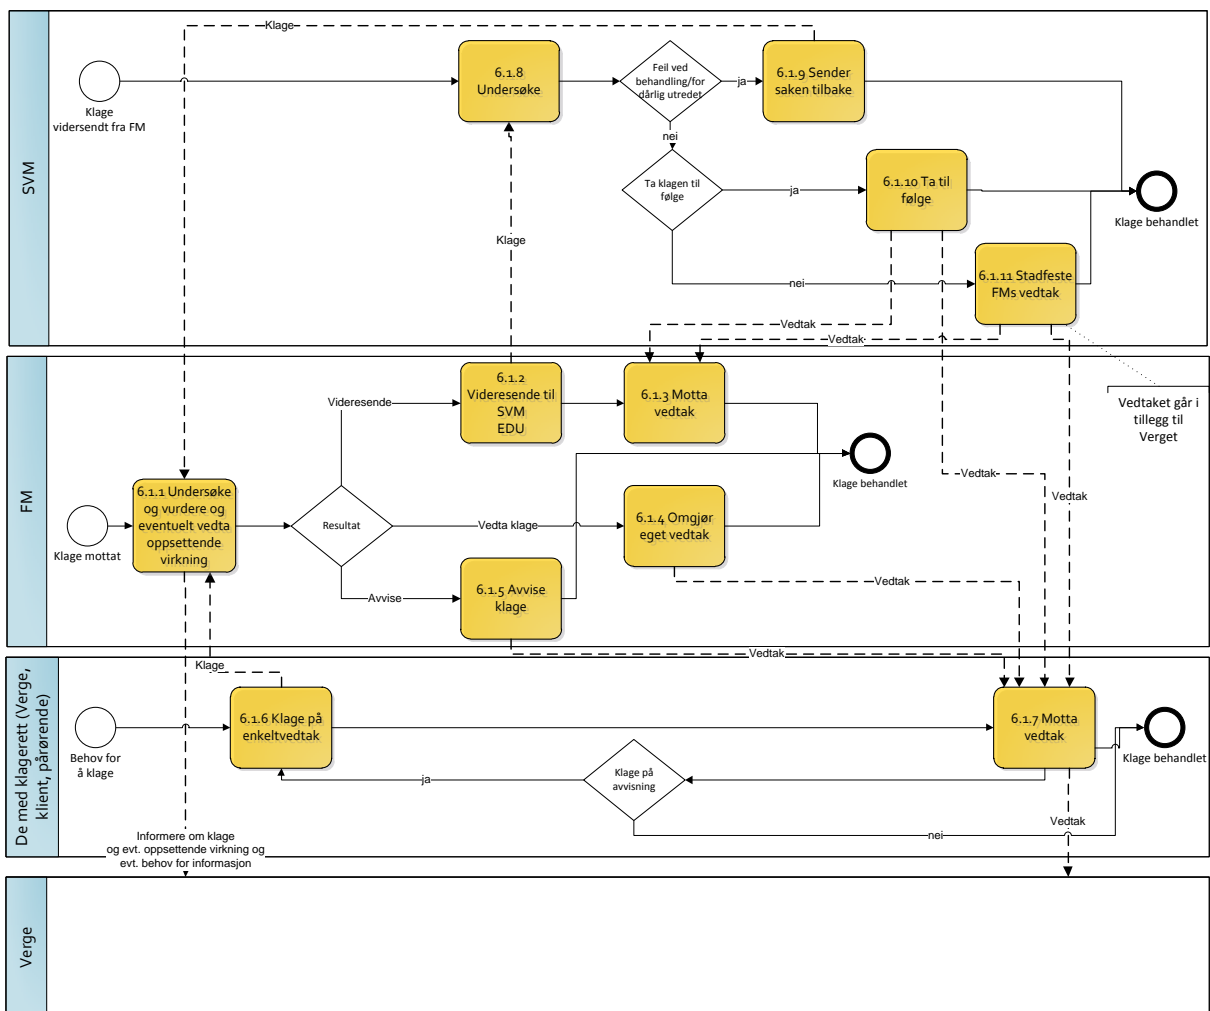 SVM
Klage
Klage
vidersendt fra FM
6.1.8
Undersøke
Feil ved
behandling/for
dårlig utredet
ja
6.1.9 Sender
saken tilbake
nei
Ta klagen til
følge
ja
6.1.10 Ta til
følge
Klage behandlet
Klage
nei
6.1.11 Stadfeste
FMs vedtak
Vedtak
Vedtak
FM
Klage mottat
6.1.1 Undersøke
og vurdere og
eventuelt vedta
oppsettende
virkning
Resultat
Videresende
6.1.2
Videresende til
SVM
EDU
6.1.3 Motta
vedtak
Klage behandlet
Vedtaket går i
tillegg til
Verget
Vedta klage
6.1.4 Omgjør
eget vedtak
Vedtak
Vedtak
Vedtak
Avvise
6.1.5 Avvise
klage
Vedtak
De med klagerett (Verge,
klient, pårørende)
Klage
Behov for
å klage
6.1.6 Klage på
enkeltvedtak
6.1.7 Motta
vedtak
Klage behandlet
Klage på
avvisning
ja
nei
Vedtak
Informere om klage
og evt. oppsettende virkning og
evt. behov for informasjon
Verge